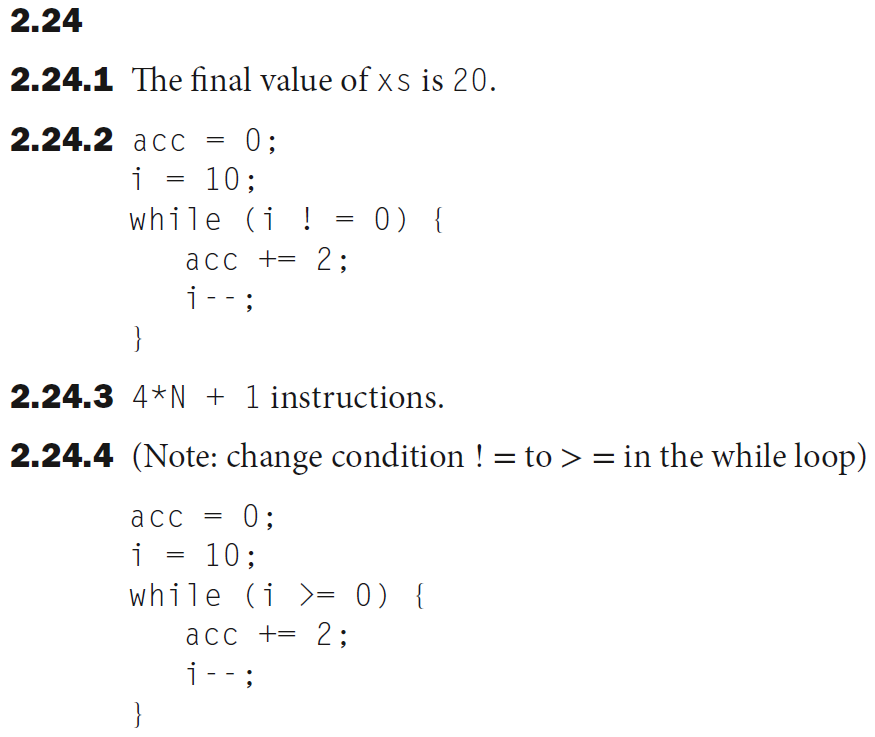 2.24
2.24.1 The final value of xs is 20.
2.24.2 acc = 0;
i = 10;
while (i ! = 0) {
acc += 2;
i--;
}
2.24.3 4*N + 1 instructions.
2.24.4 (Note: change condition ! = to > = in the while loop)
acc = 0;
i = 10;
while (i >= 0) {
acc += 2;
i--;
}